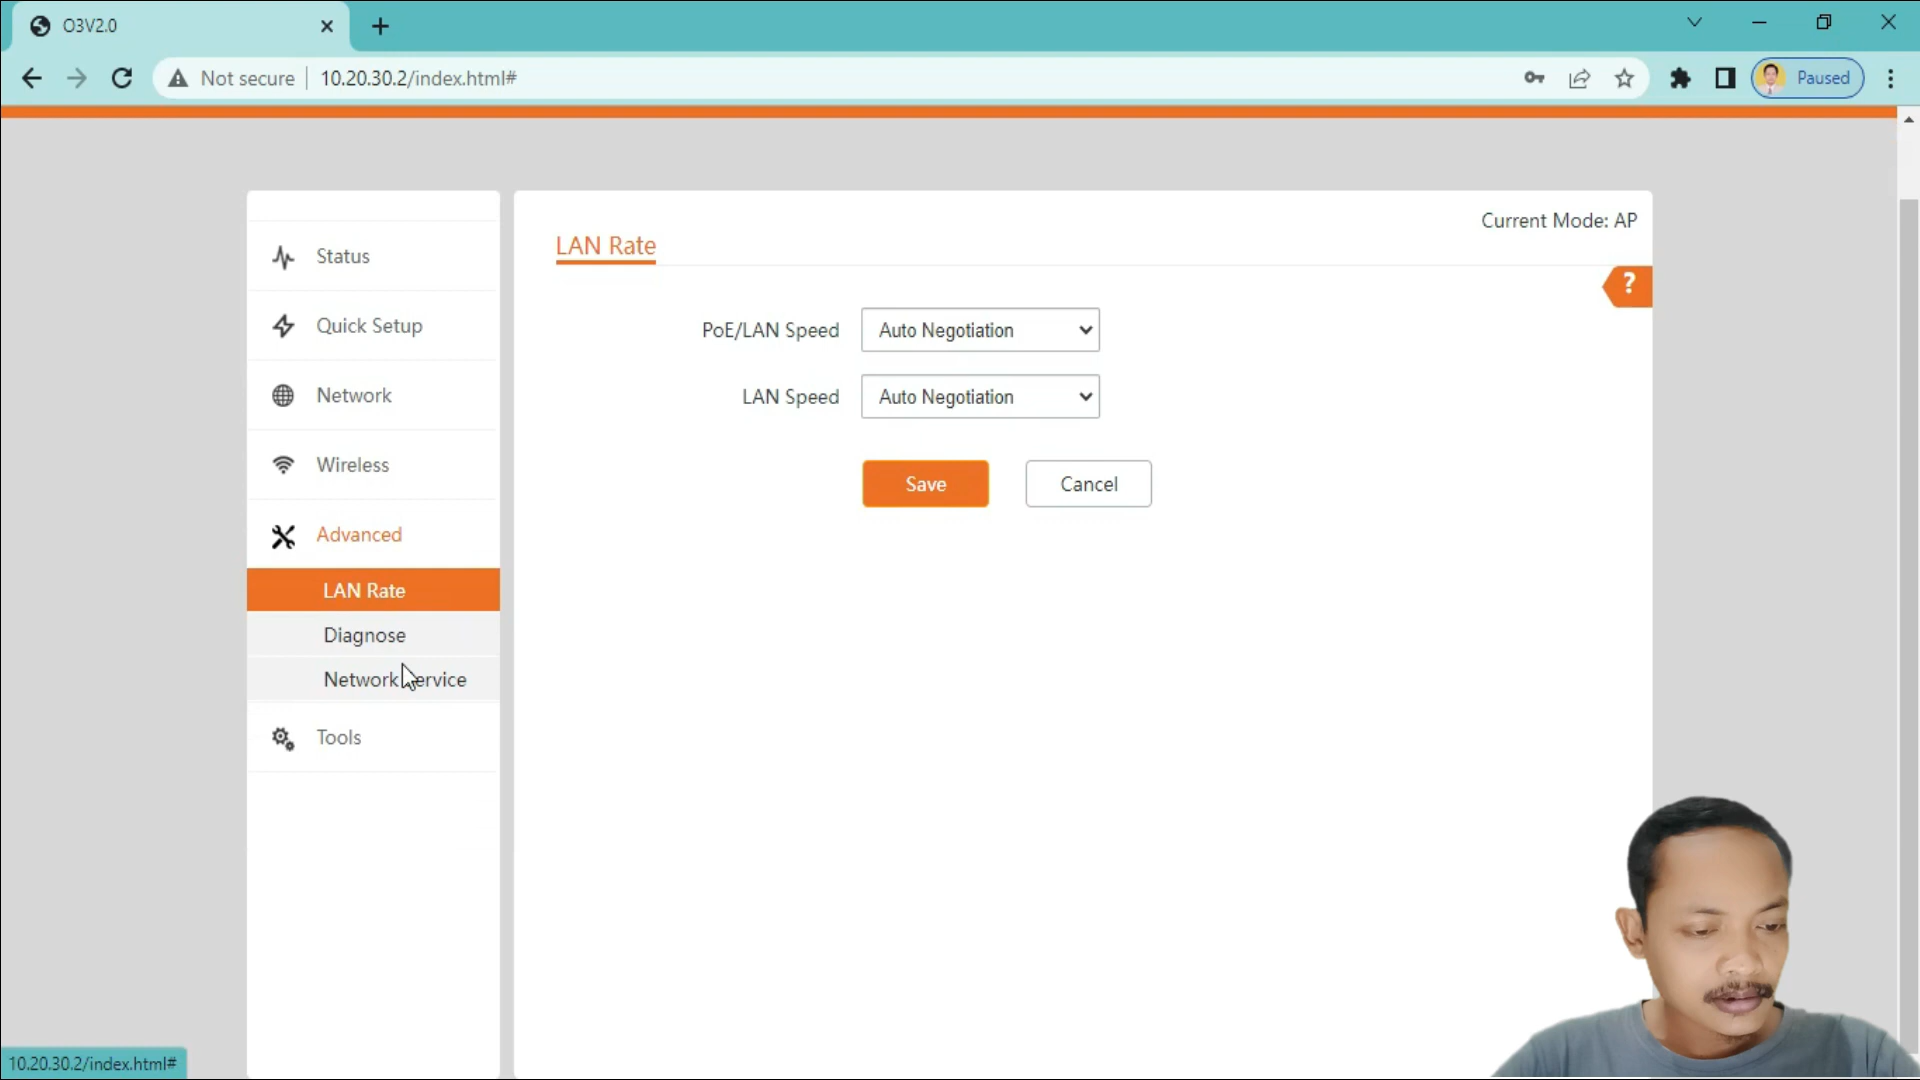 O3V2.0
Not secure
10.20.30.2/index.html#
Paused
Current Mode: AP
Status
Quick Setup
Network
Wireless
Advanced
LAN Rate
Diagnose
Network Service
Tools
LAN Rate
?
PoE/LAN Speed
Auto Negotiation
LAN Speed
Auto Negotiation
Save
Cancel
10.20.30.2/index.html#